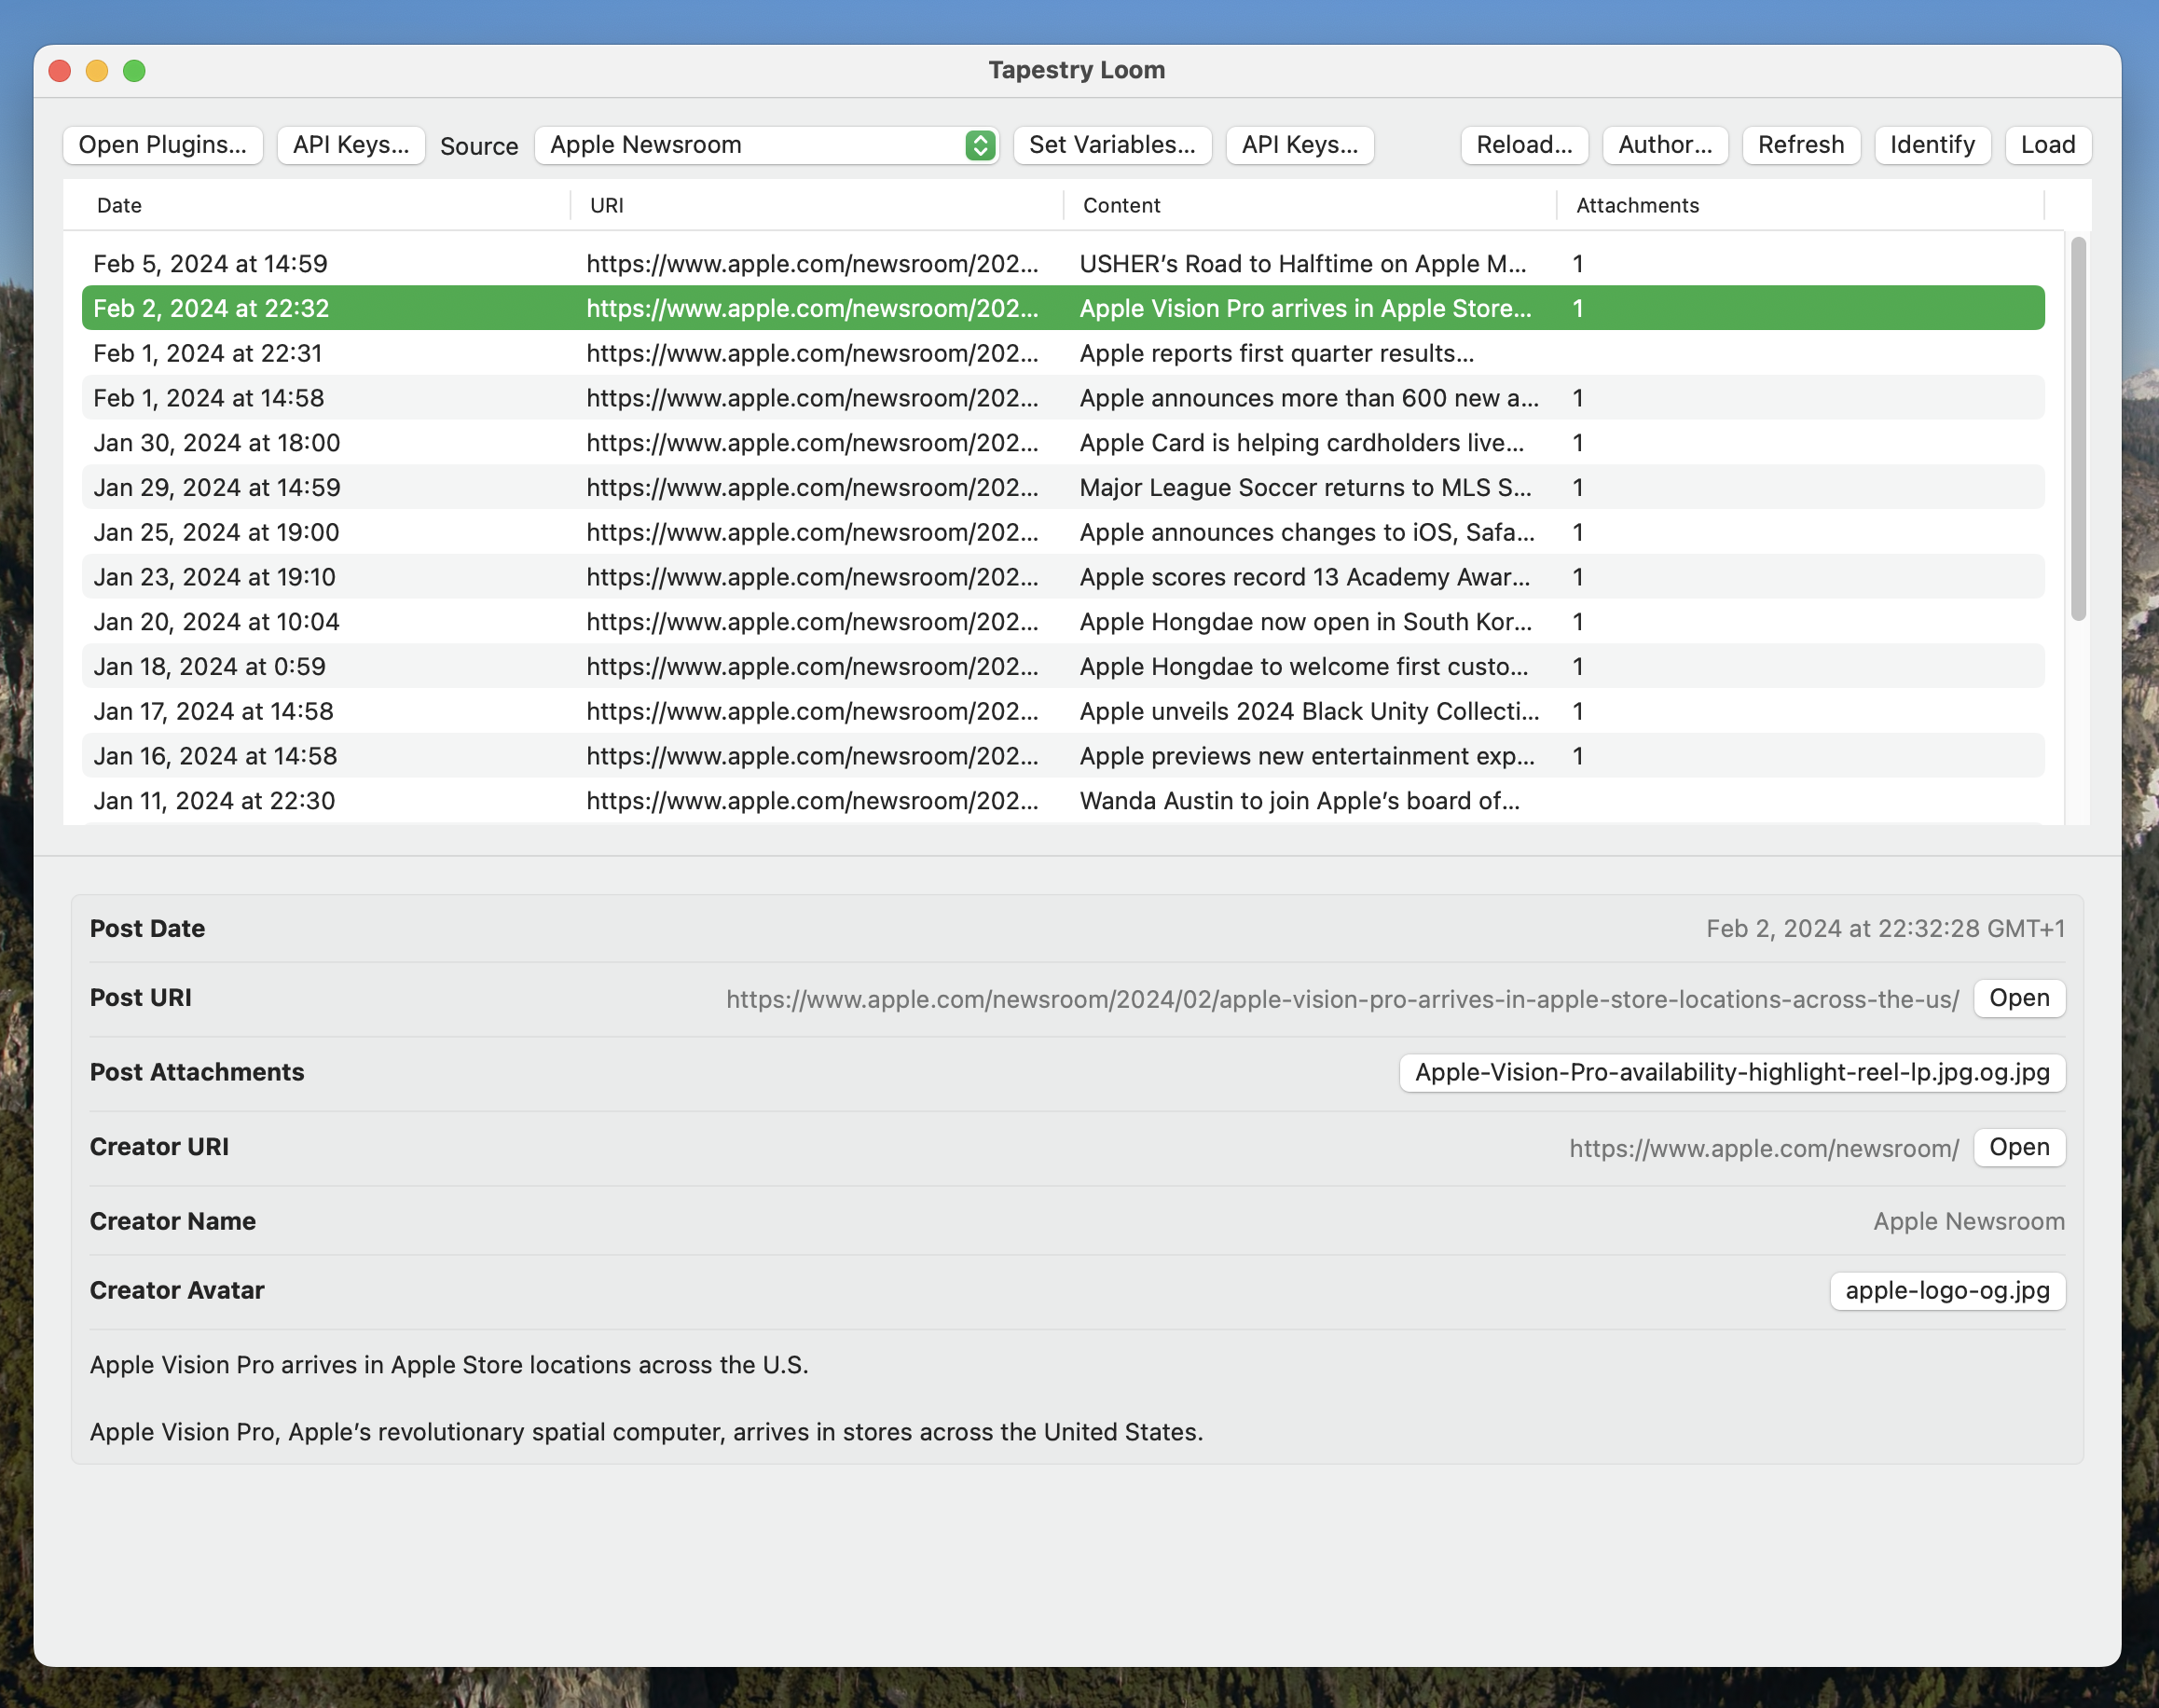 Tapestry Loom
Open Plugins... API Keys... Source Apple Newsroom Set Variables... API Keys... Reload... Author... Refresh Identify Load
Date URI Content Attachments
Feb 5, 2024 at 14:59 https://www.apple.com/newsroom/202... USHER’s Road to Halftime on Apple M... 1
Feb 2, 2024 at 22:32 https://www.apple.com/newsroom/202... Apple Vision Pro arrives in Apple Store... 1
Feb 1, 2024 at 22:31 https://www.apple.com/newsroom/202... Apple reports first quarter results...
Feb 1, 2024 at 14:58 https://www.apple.com/newsroom/202... Apple announces more than 600 new a... 1
Jan 30, 2024 at 18:00 https://www.apple.com/newsroom/202... Apple Card is helping cardholders live... 1
Jan 29, 2024 at 14:59 https://www.apple.com/newsroom/202... Major League Soccer returns to MLS S... 1
Jan 25, 2024 at 19:00 https://www.apple.com/newsroom/202... Apple announces changes to iOS, Safa... 1
Jan 23, 2024 at 19:10 https://www.apple.com/newsroom/202... Apple scores record 13 Academy Awar... 1
Jan 20, 2024 at 10:04 https://www.apple.com/newsroom/202... Apple Hongdae now open in South Kor... 1
Jan 18, 2024 at 0:59 https://www.apple.com/newsroom/202... Apple Hongdae to welcome first custo... 1
Jan 17, 2024 at 14:58 https://www.apple.com/newsroom/202... Apple unveils 2024 Black Unity Collecti... 1
Jan 16, 2024 at 14:58 https://www.apple.com/newsroom/202... Apple previews new entertainment exp... 1
Jan 11, 2024 at 22:30 https://www.apple.com/newsroom/202... Wanda Austin to join Apple’s board of...
Post Date Feb 2, 2024 at 22:32:28 GMT+1
Post URI https://www.apple.com/newsroom/2024/02/apple-vision-pro-arrives-in-apple-store-locations-across-the-us/ Open
Post Attachments Apple-Vision-Pro-availability-highlight-reel-lp.jpg.og.jpg
Creator URI https://www.apple.com/newsroom/ Open
Creator Name Apple Newsroom
Creator Avatar apple-logo-og.jpg
Apple Vision Pro arrives in Apple Store locations across the U.S.
Apple Vision Pro, Apple’s revolutionary spatial computer, arrives in stores across the United States.